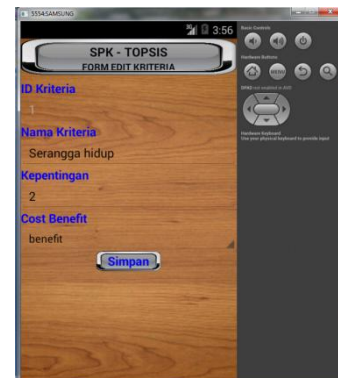 5554:SAMSUNG
3:56
SPK - TOPSIS
FORM EDIT KRITERIA
ID Kriteria
1
Nama Kriteria
Serangga hidup
Kepentingan
2
Cost Benefit
benefit
Simpan
Basic Controls
Hardware Buttons
MENU
DPAD not enabled in AVD
Hardware Keyboard
Use your physical keyboard to provide input